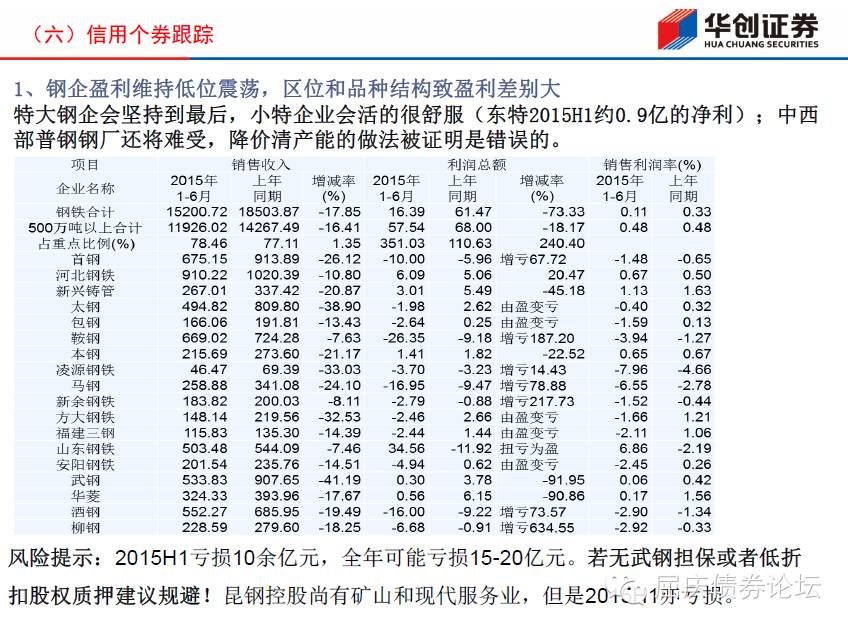 （六）信用个券跟踪
华创证券
HUA CHUANG SECURITIES
1、钢企盈利维持低位震荡，区位和品种结构致盈利差别大
特大钢企会坚持到最后，小特企业会活的很舒服（东特2015H1约0.9亿的净利）；中西
部普钢钢厂还将难受，降价清产能的做法被证明是错误的。
项目 销售收入 利润总额 销售利润率(%)
企业名称 2015年 上年 增减率 2015年 上年 增减率 2015年 上年
1-6月 同期 (%) 1-6月 同期 (%) 1-6月 同期
钢铁合计 15200.72 18503.87 -17.85 16.39 61.47 -73.33 0.11 0.33
500万吨以上合计 11926.02 14267.49 -16.41 57.54 68.00 -18.17 0.48 0.48
占重点比例(%) 78.46 77.11 1.35 351.03 110.63 240.40
首钢 675.15 913.89 -26.12 -10.00 -5.96 增亏67.72 -1.48 -0.65
河北钢铁 910.22 1020.39 -10.80 6.09 5.06 20.47 0.67 0.50
新兴铸管 267.01 337.42 -20.87 3.01 5.49 -45.18 1.13 1.63
太钢 494.82 809.80 -38.90 -1.98 2.62 由盈变亏 -0.40 0.32
包钢 166.06 191.81 -13.43 -2.64 0.25 由盈变亏 -1.59 0.13
鞍钢 669.02 724.28 -7.63 -26.35 -9.18 增亏187.20 -3.94 -1.27
本钢 215.69 273.60 -21.17 1.41 1.82 -22.52 0.65 0.67
凌源钢铁 46.47 69.39 -33.03 -3.70 -3.23 增亏14.43 -7.96 -4.66
马钢 258.88 341.08 -24.10 -16.95 -9.47 增亏78.88 -6.55 -2.78
新余钢铁 183.82 200.03 -8.11 -2.79 -0.88 增亏217.73 -1.52 -0.44
方大钢铁 148.14 219.56 -32.53 -2.46 2.66 由盈变亏 -1.66 1.21
福建三钢 115.83 135.30 -14.39 -2.44 1.44 由盈变亏 -2.11 1.06
山东钢铁 503.48 544.09 -7.46 34.56 -11.92 扭亏为盈 6.86 -2.19
安阳钢铁 201.54 235.76 -14.51 -4.94 0.62 由盈变亏 -2.45 0.26
武钢 533.83 907.65 -41.19 0.30 3.78 -91.95 0.06 0.42
华菱 324.33 393.96 -17.67 0.56 6.15 -90.86 0.17 1.56
酒钢 552.27 685.95 -19.49 -16.00 -9.22 增亏73.57 -2.90 -1.34
柳钢 228.59 279.60 -18.25 -6.68 -0.91 增亏634.55 -2.92 -0.33
风险提示：2015H1亏损10余亿元，全年可能亏损15-20亿元。若无武钢担保或者低折
扣股权质押建议规避！昆钢控股尚有矿山和现代服务业，但是2015H1亦亏损。
屈庆债券论坛